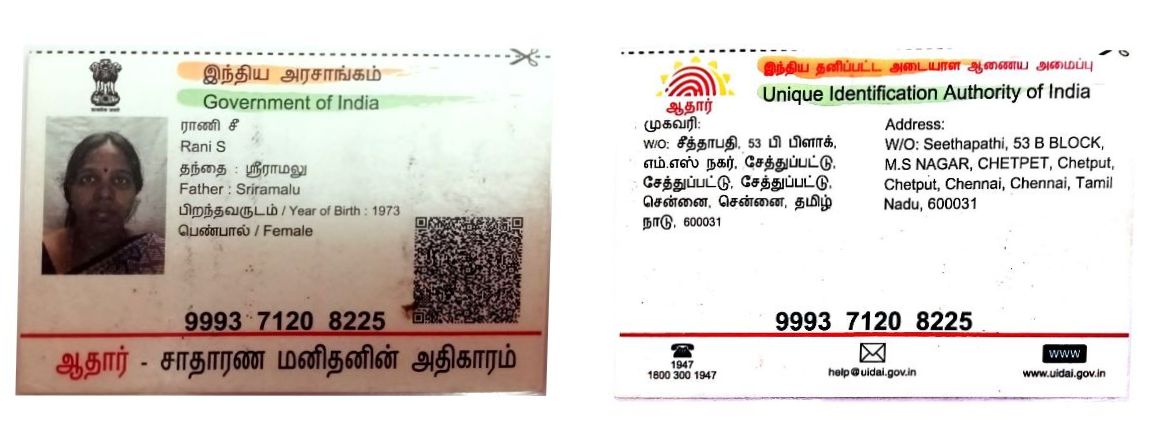 இந்திய அரசாங்கம்
Government of India
ராணி சீ
Rani S
தந்தை : ஸ்ரீராமலு
Father : Sriramalu
பிறந்தவருடம் / Year of Birth : 1973
பெண்பால் / Female
9993 7120 8225
ஆதார் - சாதாரண மனிதனின் அதிகாரம்
இந்திய தனிப்பட்ட அடையாள ஆணைய அமைப்பு
Unique Identification Authority of India
ஆதார்
முகவரி:
W/O: சீத்தாபதி, 53 பி பிளாக்,
எம்.எஸ் நகர், சேத்துப்பட்டு,
சேத்துப்பட்டு, சேத்துப்பட்டு,
சென்னை, சென்னை, தமிழ்
நாடு, 600031
Address:
W/O: Seethapathi, 53 B BLOCK,
M.S NAGAR, CHETPET, Chetput,
Chetput, Chennai, Chennai, Tamil
Nadu, 600031
9993 7120 8225
1947
1800 300 1947
help@uidai.gov.in
www
www.uidai.gov.in